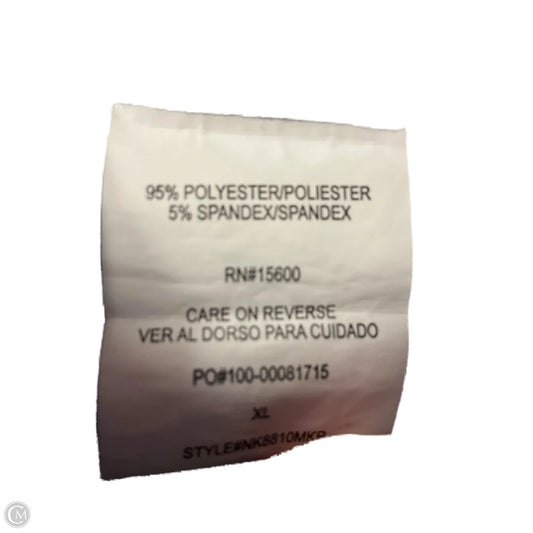 95% POLYESTER/POLIESTER
5% SPANDEX/SPANDEX
RN#15600
CARE ON REVERSE
VER AL DORSO PARA CUIDADO
PO#100-00081715
XL
CM